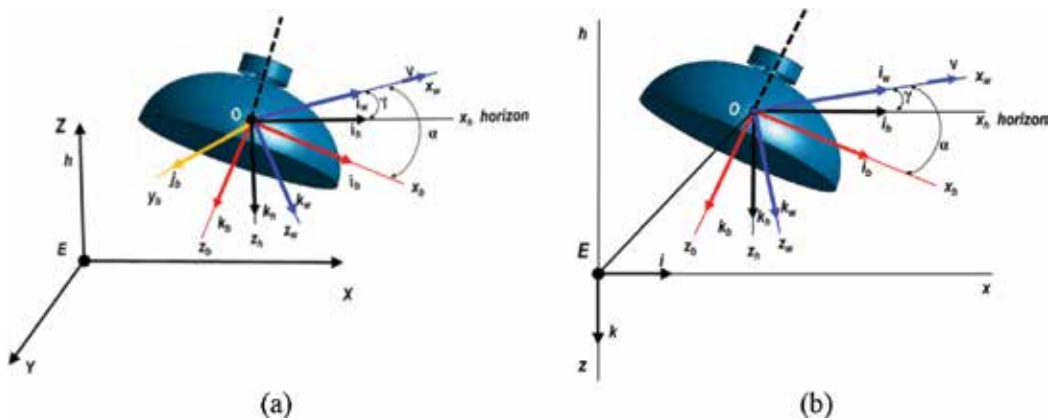 Z
h
E
X
Y
O
i_w
γ
V
x_w
i_h
x_h horizon
α
i_b
x_b
j_b
y_b
k_b
z_b
k_h
z_h
k_w
z_w
(a)
h
O
i_w
γ
V
x_w
i_h
x_h horizon
α
i_b
x_b
k_b
z_b
k_h
z_h
k_w
z_w
E
i
x
k
z
(b)